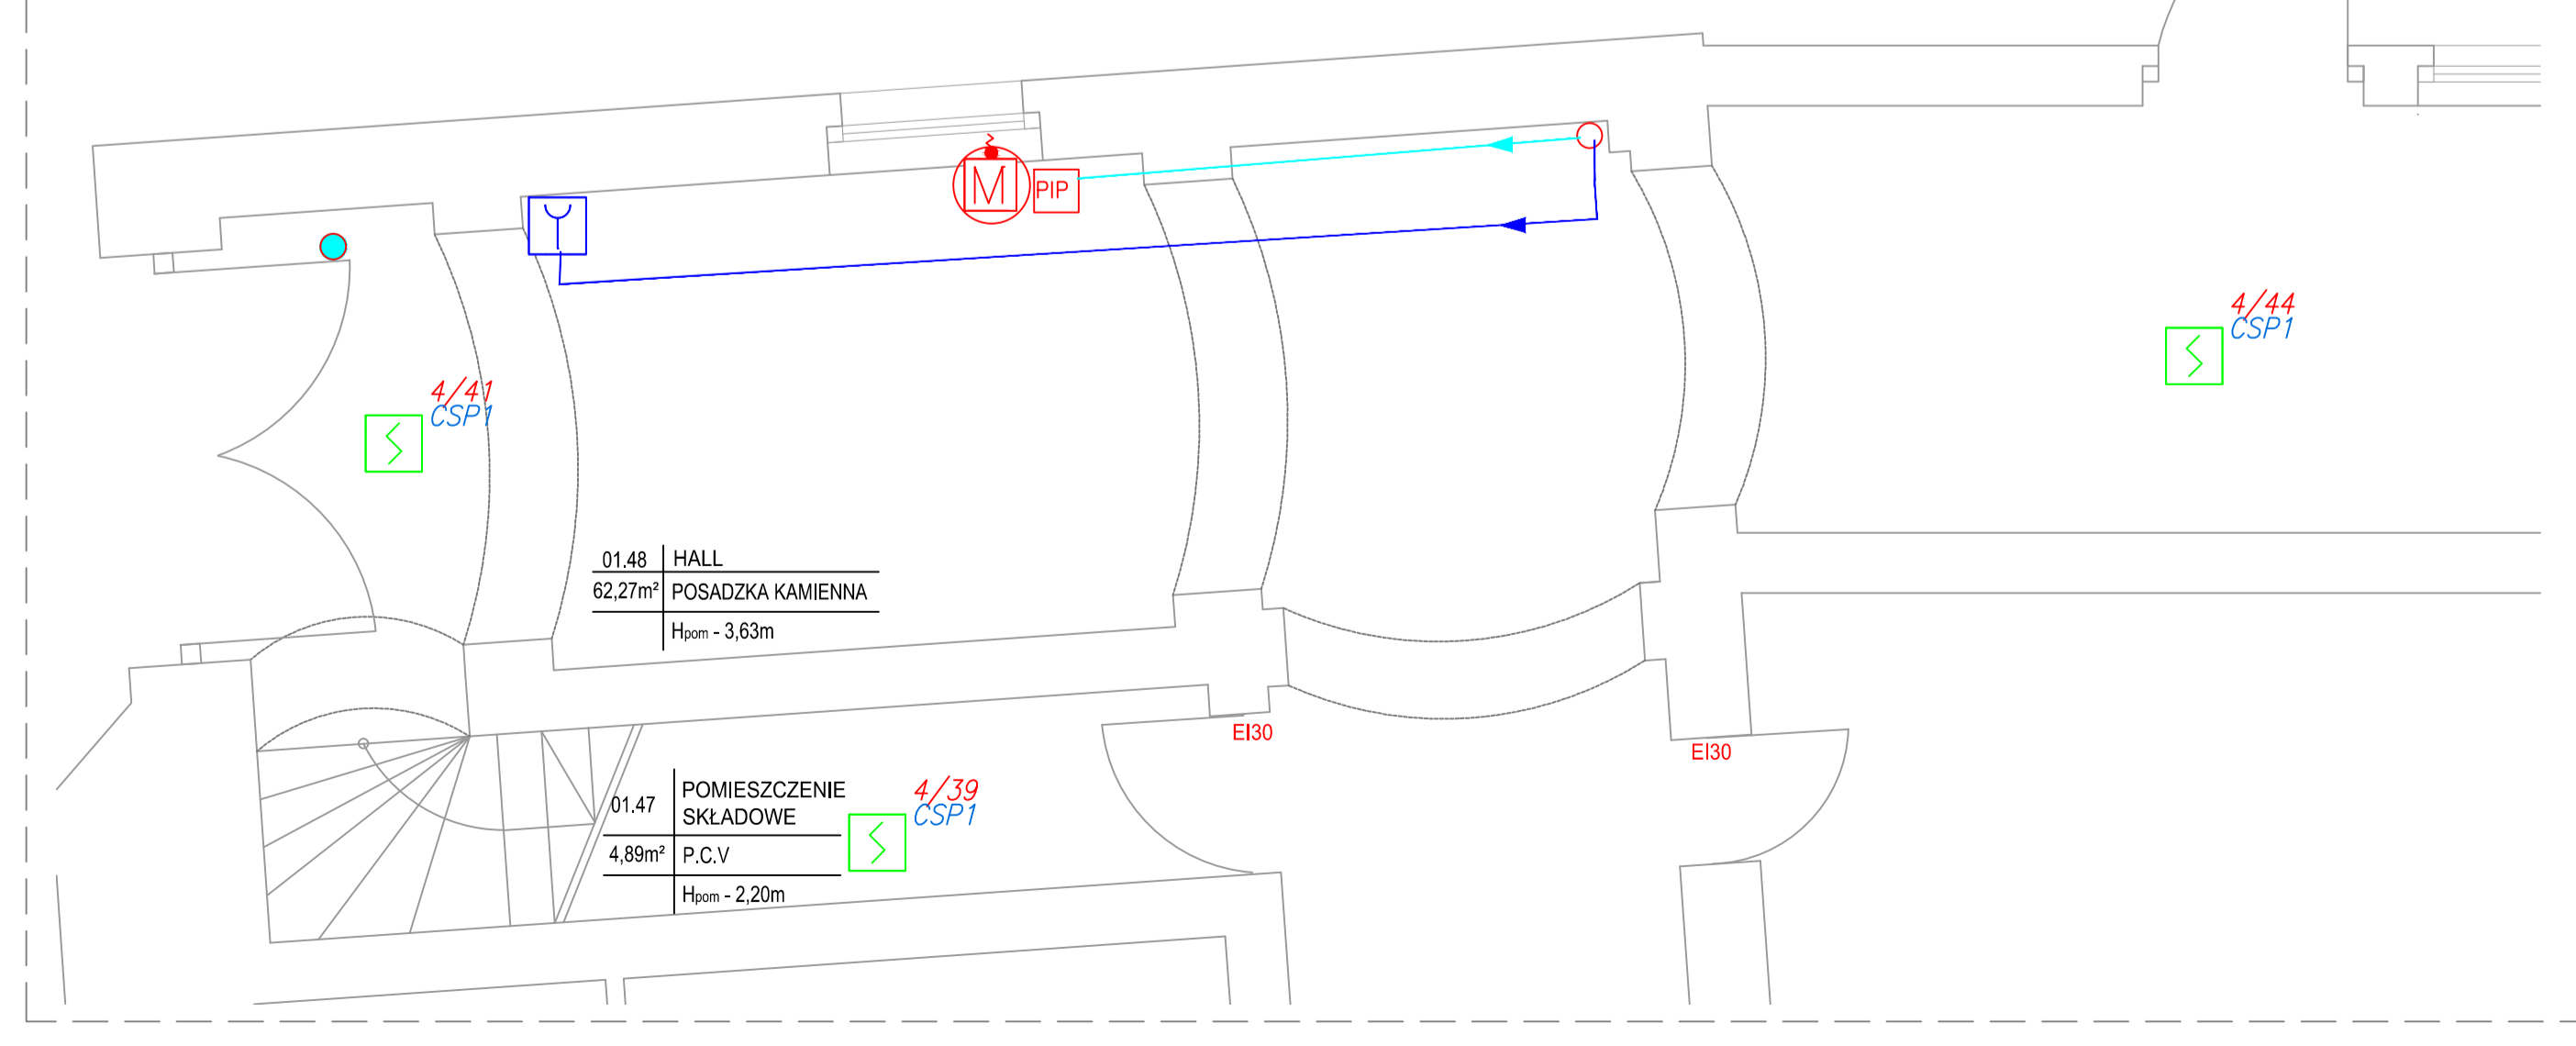 M
PIP
4/44
CSP1
4/41
CSP1
01.48 HALL
62,27m² POSADZKA KAMIENNA
Hpom - 3,63m
EI30
EI30
01.47 POMIESZCZENIE
SKŁADOWE
4,89m² P.C.V
Hpom - 2,20m
4/39
CSP1